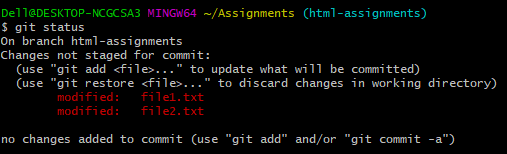 Dell@DESKTOP-NCGCSA3 MINGW64 ~/Assignments (html-assignments)
$ git status
On branch html-assignments
Changes not staged for commit:
  (use "git add <file>..." to update what will be committed)
  (use "git restore <file>..." to discard changes in working directory)
        modified:   file1.txt
        modified:   file2.txt
no changes added to commit (use "git add" and/or "git commit -a")